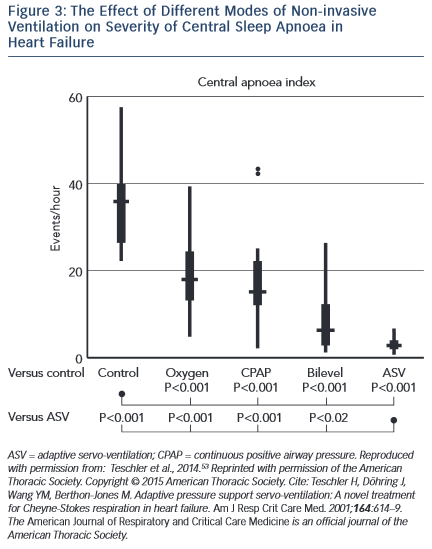 Figure 3: The Effect of Different Modes of Non-invasive
Ventilation on Severity of Central Sleep Apnoea in
Heart Failure
Central apnoea index
60
40
20
0
Events/hour
Versus control Control Oxygen CPAP Bilevel ASV
P<0.001 P<0.001 P<0.001 P<0.001
Versus ASV P<0.001 P<0.001 P<0.001 P<0.02
ASV = adaptive servo-ventilation; CPAP = continuous positive airway pressure. Reproduced
with permission from: Teschler et al., 2014.53 Reprinted with permission of the American
Thoracic Society. Copyright © 2015 American Thoracic Society. Cite: Teschler H, Döhring J,
Wang YM, Berthon-Jones M. Adaptive pressure support servo-ventilation: A novel treatment
for Cheyne-Stokes respiration in heart failure. Am J Resp Crit Care Med. 2001;164:614–9.
The American Journal of Respiratory and Critical Care Medicine is an official journal of the
American Thoracic Society.